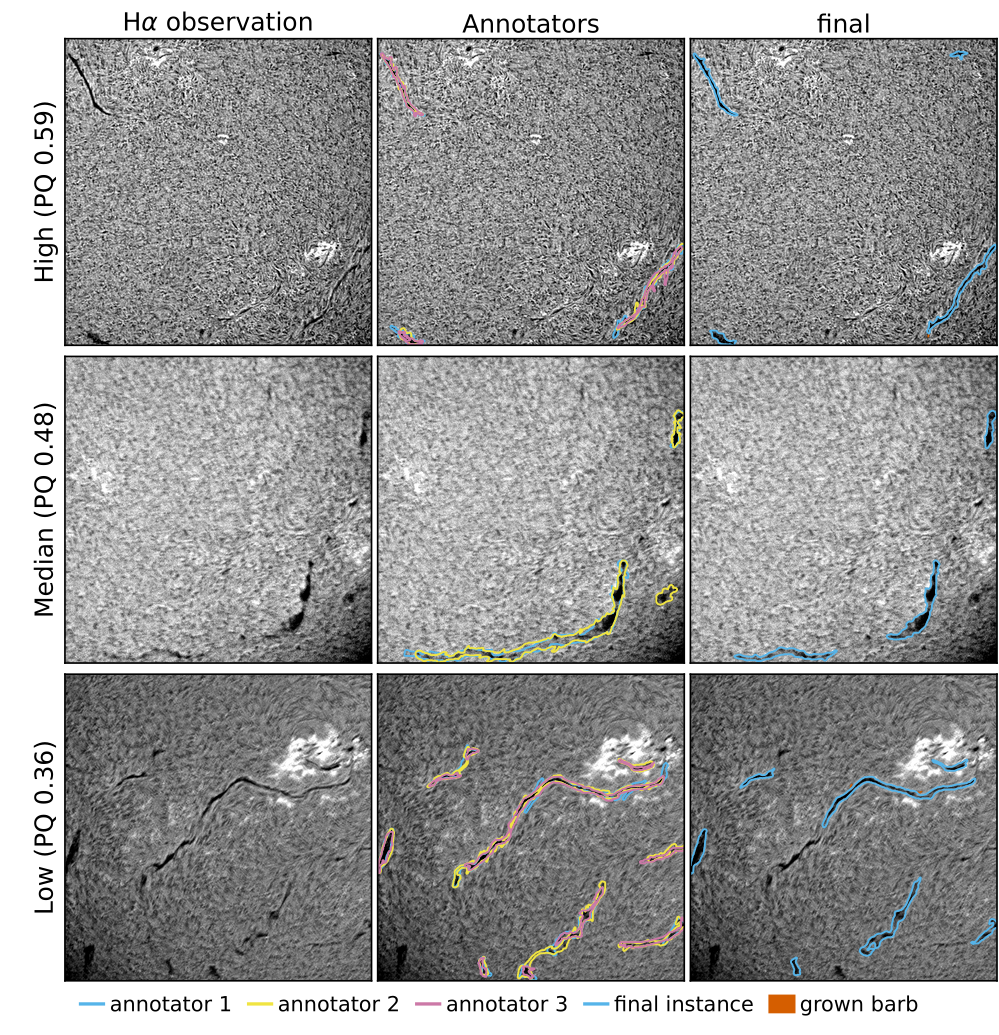 Hα observation
Annotators
final
High (PQ 0.59)
Median (PQ 0.48)
Low (PQ 0.36)
annotator 1
annotator 2
annotator 3
final instance
grown barb